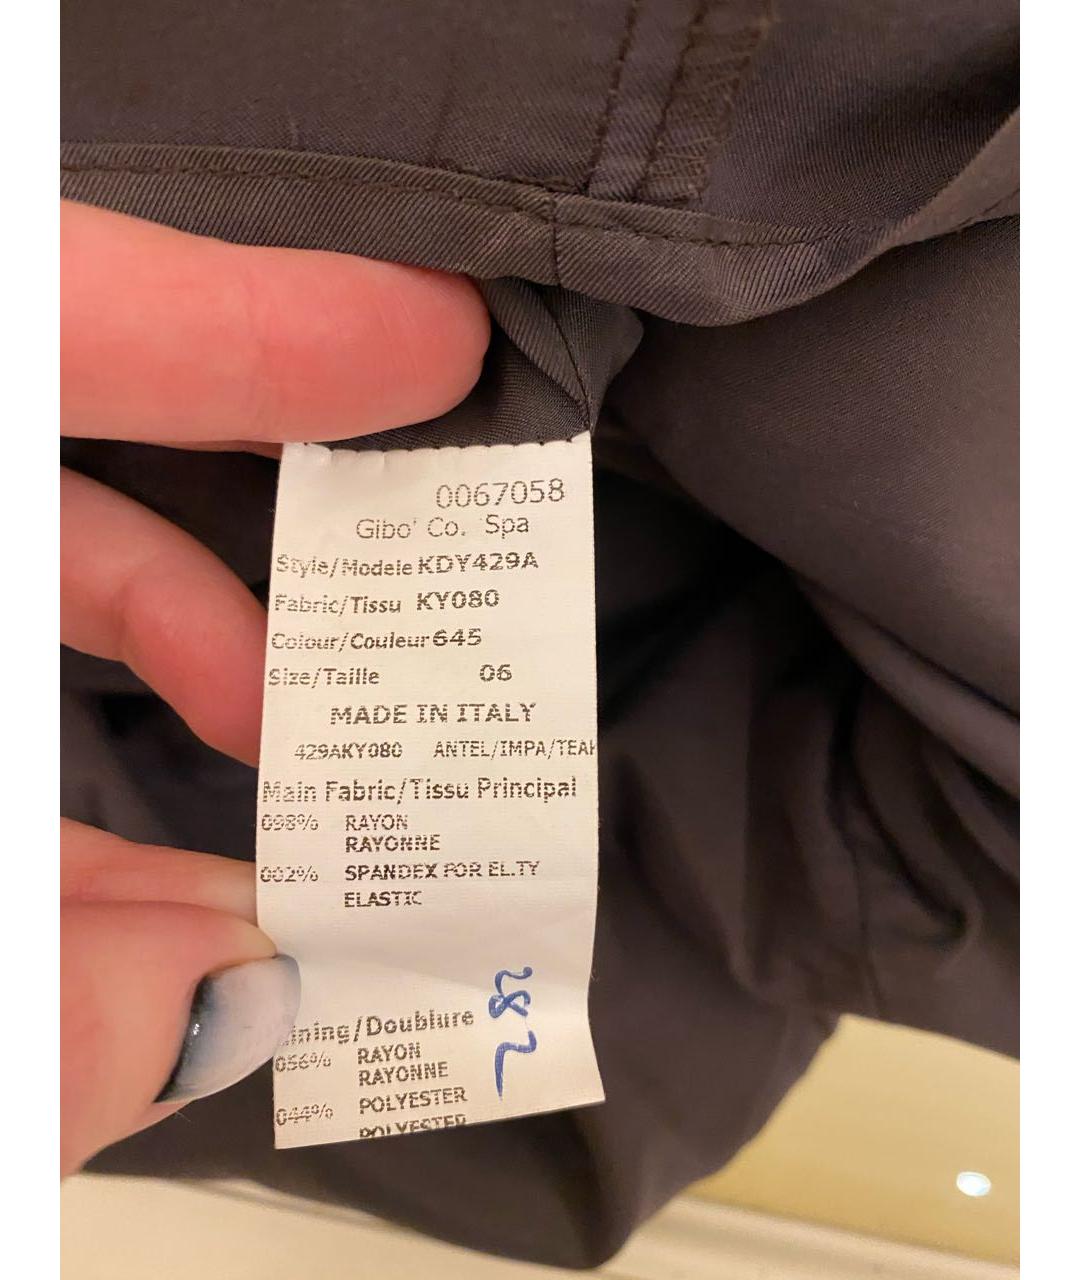 0067058
Gibo' Co. Spa
Style/Modele KDY429A
Fabric/Tissu KY080
Colour/Couleur 645
Size/Taille 06
MADE IN ITALY
429AKY080 ANTEL/IMPA/TEAK
Main Fabric/Tissu Principal
098% RAYON
RAYONNE
002% SPANDEX FOR EL.TY
ELASTIC
Lining/Doublure
056% RAYON
RAYONNE
044% POLYESTER
POLYESTER